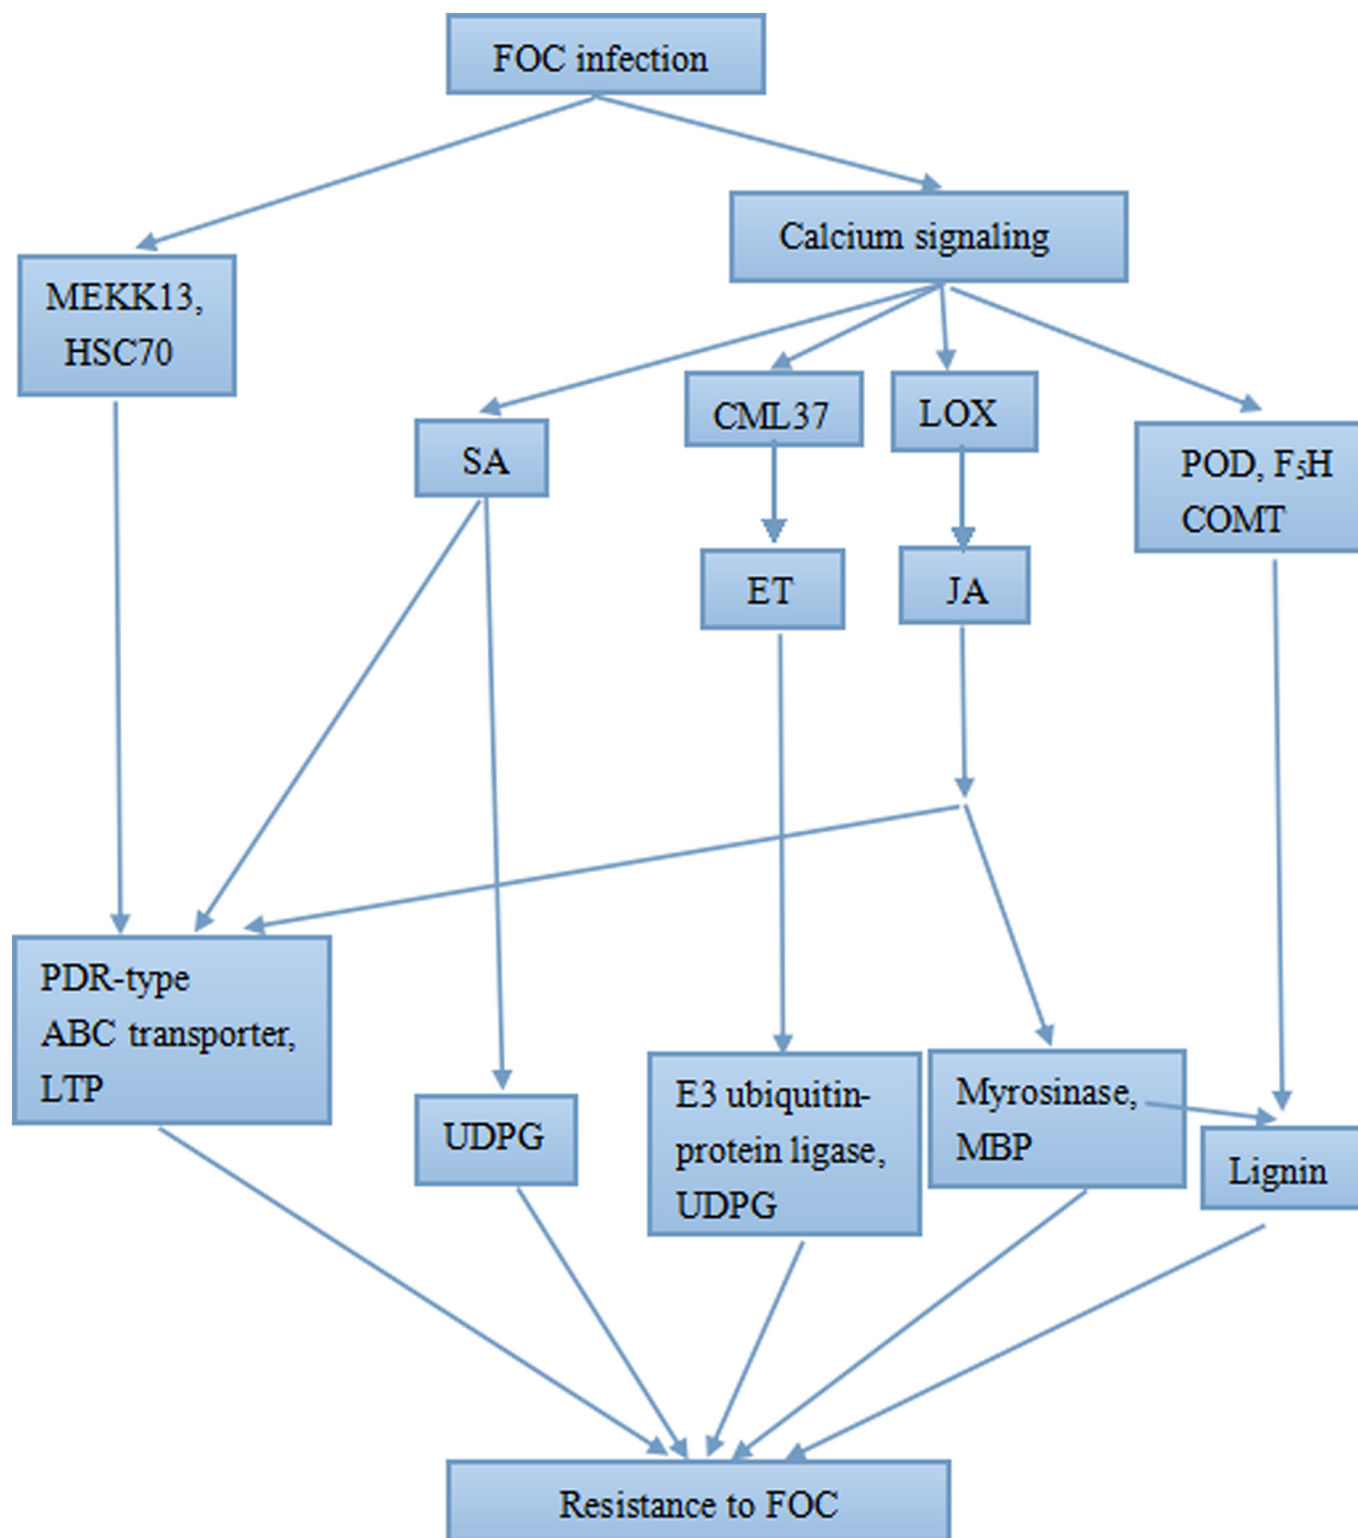 FOC infection
Calcium signaling
MEKK13,
HSC70
SA
CML37
LOX
POD, F₅H
COMT
ET
JA
PDR-type
ABC transporter,
LTP
UDPG
E3 ubiquitin-
protein ligase,
UDPG
Myrosinase,
MBP
Lignin
Resistance to FOC